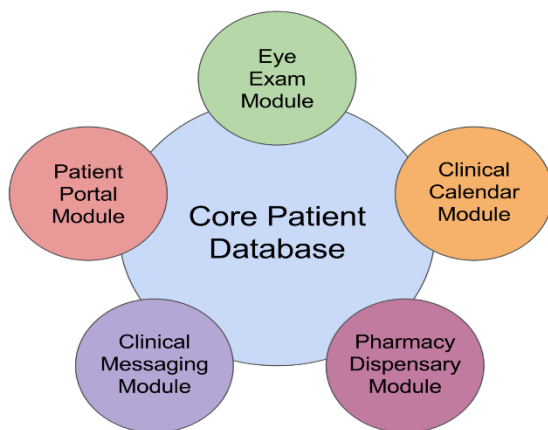 Eye
Exam
Module
Patient
Portal
Module
Clinical
Calendar
Module
Core Patient
Database
Clinical
Messaging
Module
Pharmacy
Dispensary
Module